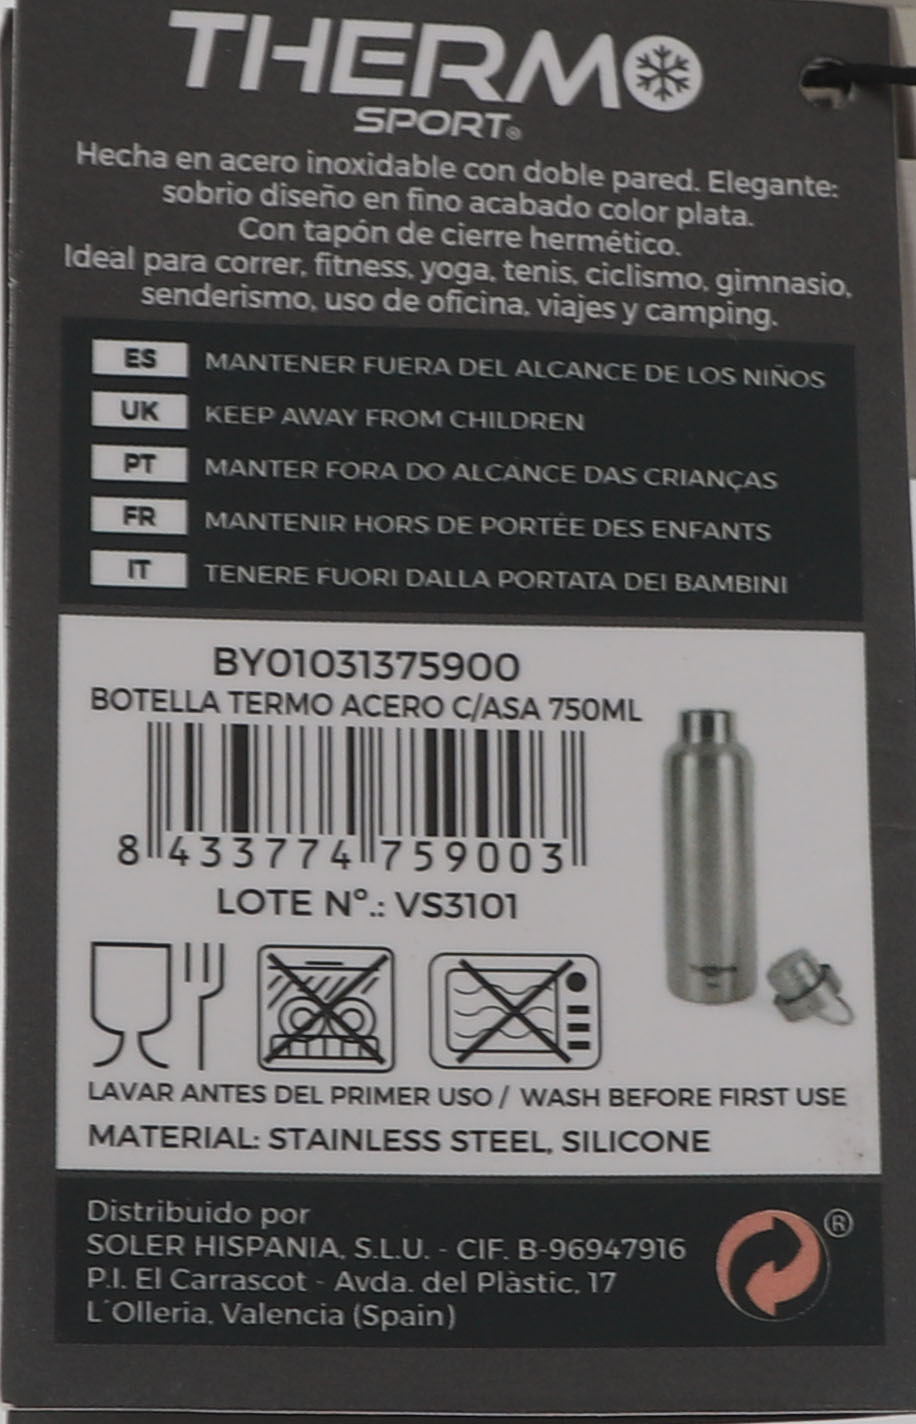 THERMO
SPORT®
Hecha en acero inoxidable con doble pared. Elegante:
sobrio diseño en fino acabado color plata.
Con tapón de cierre hermético.
Ideal para correr, fitness, yoga, tenis, ciclismo, gimnasio,
senderismo, uso de oficina, viajes y camping.
ES MANTENER FUERA DEL ALCANCE DE LOS NIÑOS
UK KEEP AWAY FROM CHILDREN
PT MANTER FORA DO ALCANCE DAS CRIANÇAS
FR MANTENIR HORS DE PORTÉE DES ENFANTS
IT TENERE FUORI DALLA PORTATA DEI BAMBINI
BY01031375900
BOTELLA TERMO ACERO C/ASA 750ML
8 433774 759003
LOTE Nº.: VS3101
LAVAR ANTES DEL PRIMER USO / WASH BEFORE FIRST USE
MATERIAL: STAINLESS STEEL, SILICONE
Distribuido por
SOLER HISPANIA, S.L.U. - CIF. B-96947916
P.I. El Carrascot - Avda. del Plàstic, 17
L´Olleria, Valencia (Spain)
®